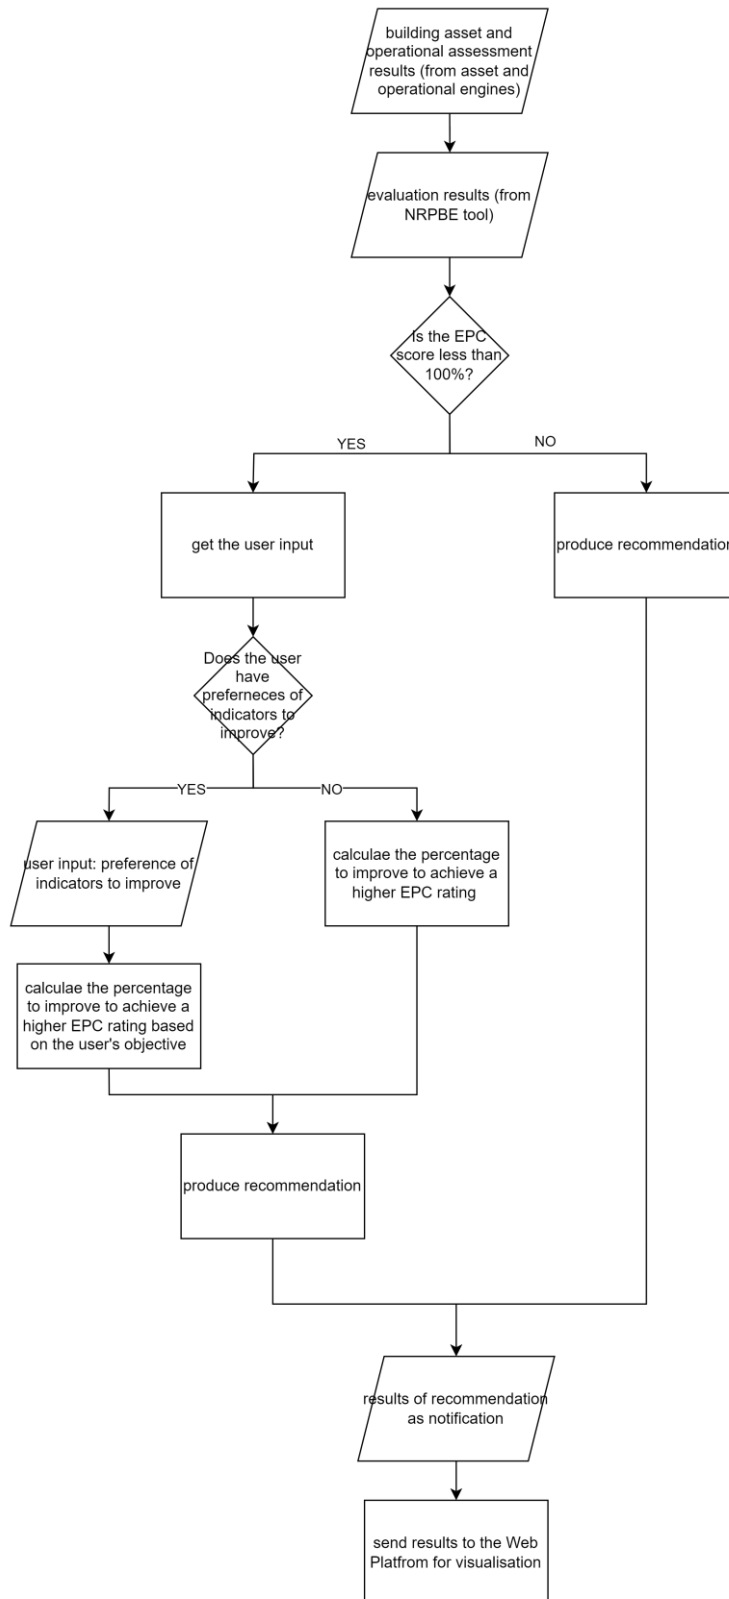 building asset and
operational assessment
results (from asset and
operational engines)
evaluation results (from
NRPBE tool)
Is the EPC
score less than
100%?
YES
NO
get the user input
produce recommendation
Does the user
have
preferneces of
indicators to
improve?
YES
NO
user input: preference of
indicators to improve
calculae the percentage
to improve to achieve a
higher EPC rating
calculae the percentage
to improve to achieve a
higher EPC rating based
on the user's objective
produce recommendation
results of recommendation
as notification
send results to the Web
Platfrom for visualisation